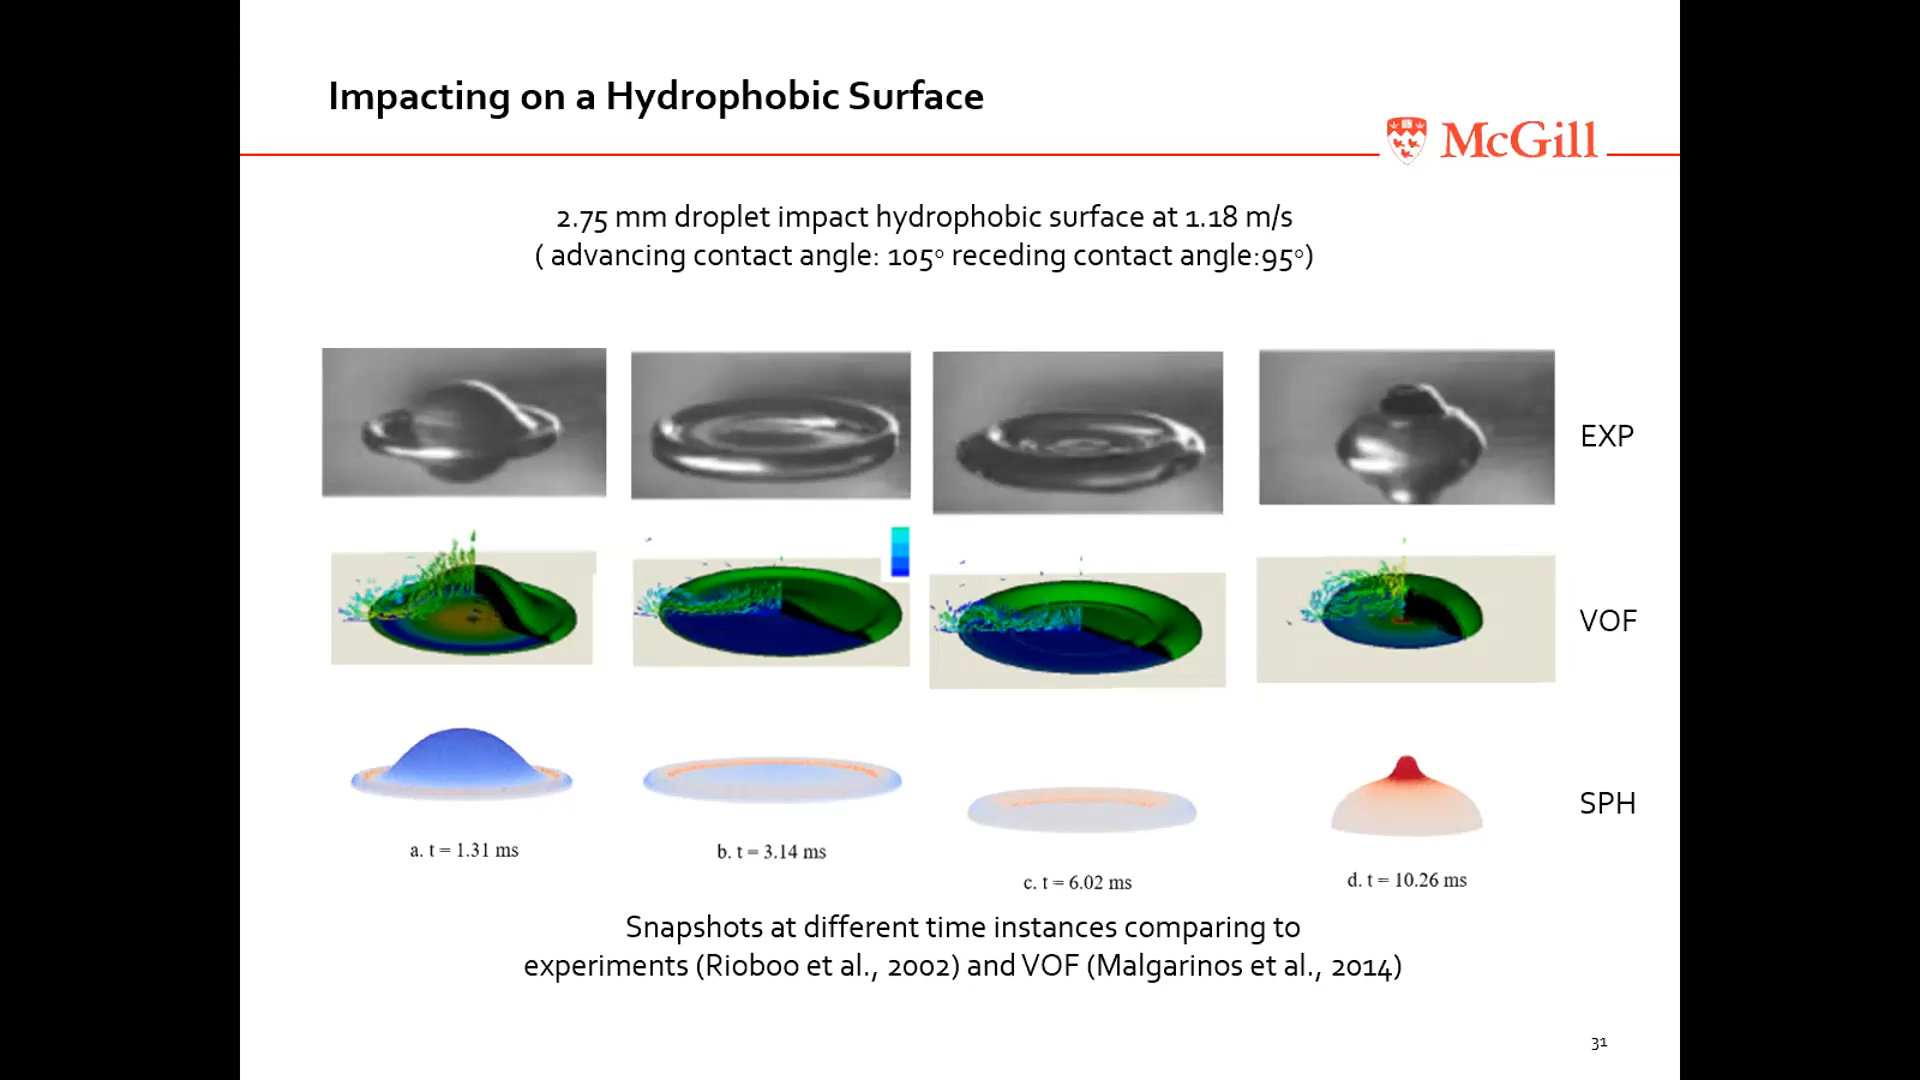 Impacting on a Hydrophobic Surface
McGill
2.75 mm droplet impact hydrophobic surface at 1.18 m/s
( advancing contact angle: 105° receding contact angle:95°)
EXP
VOF
SPH
a. t = 1.31 ms
b. t = 3.14 ms
c. t = 6.02 ms
d. t = 10.26 ms
Snapshots at different time instances comparing to
experiments (Rioboo et al., 2002) and VOF (Malgarinos et al., 2014)
31